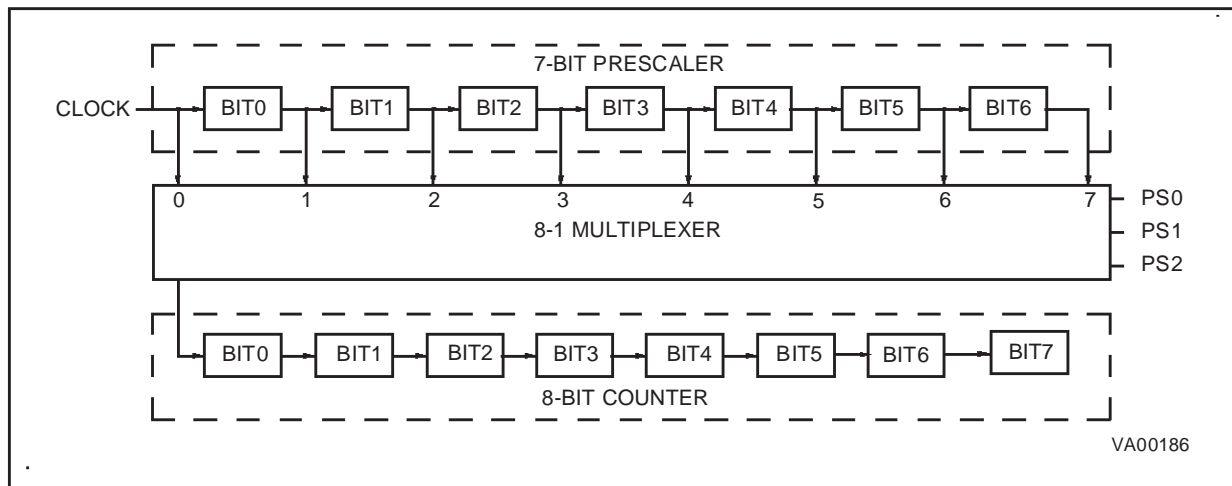 7-BIT PRESCALER
CLOCK BIT0 BIT1 BIT2 BIT3 BIT4 BIT5 BIT6
0 1 2 3 4 5 6 7
PS0
8-1 MULTIPLEXER
PS1
PS2
BIT0 BIT1 BIT2 BIT3 BIT4 BIT5 BIT6 BIT7
8-BIT COUNTER
VA00186